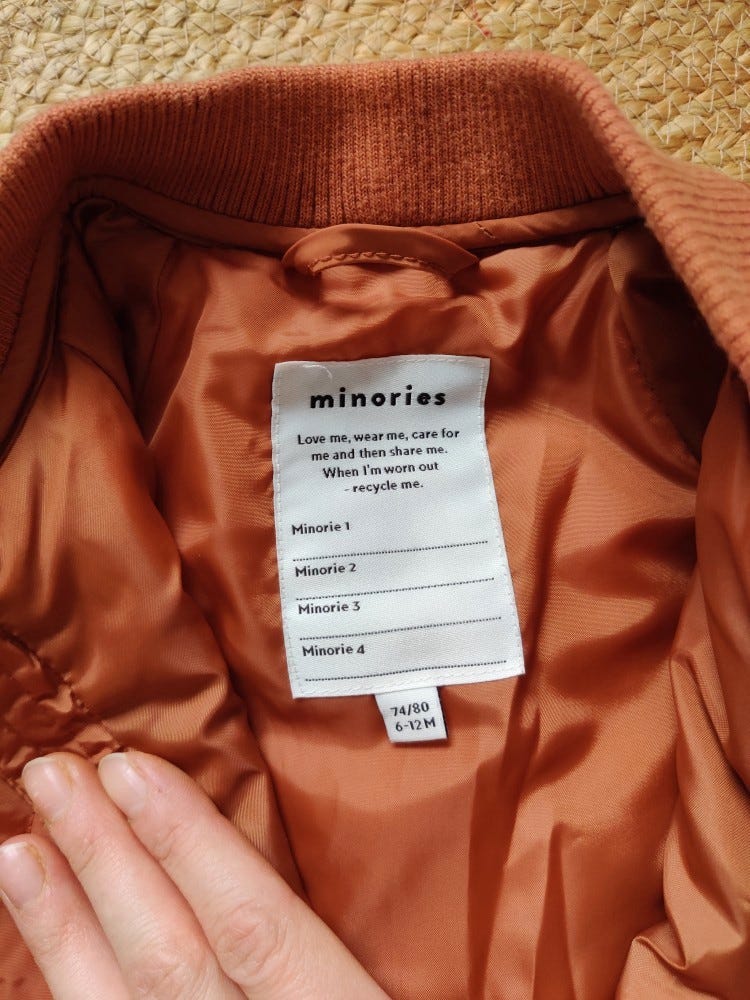 minories
Love me, wear me, care for
me and then share me.
When I'm worn out
- recycle me.
Minorie 1
Minorie 2
Minorie 3
Minorie 4
74/80
6-12M